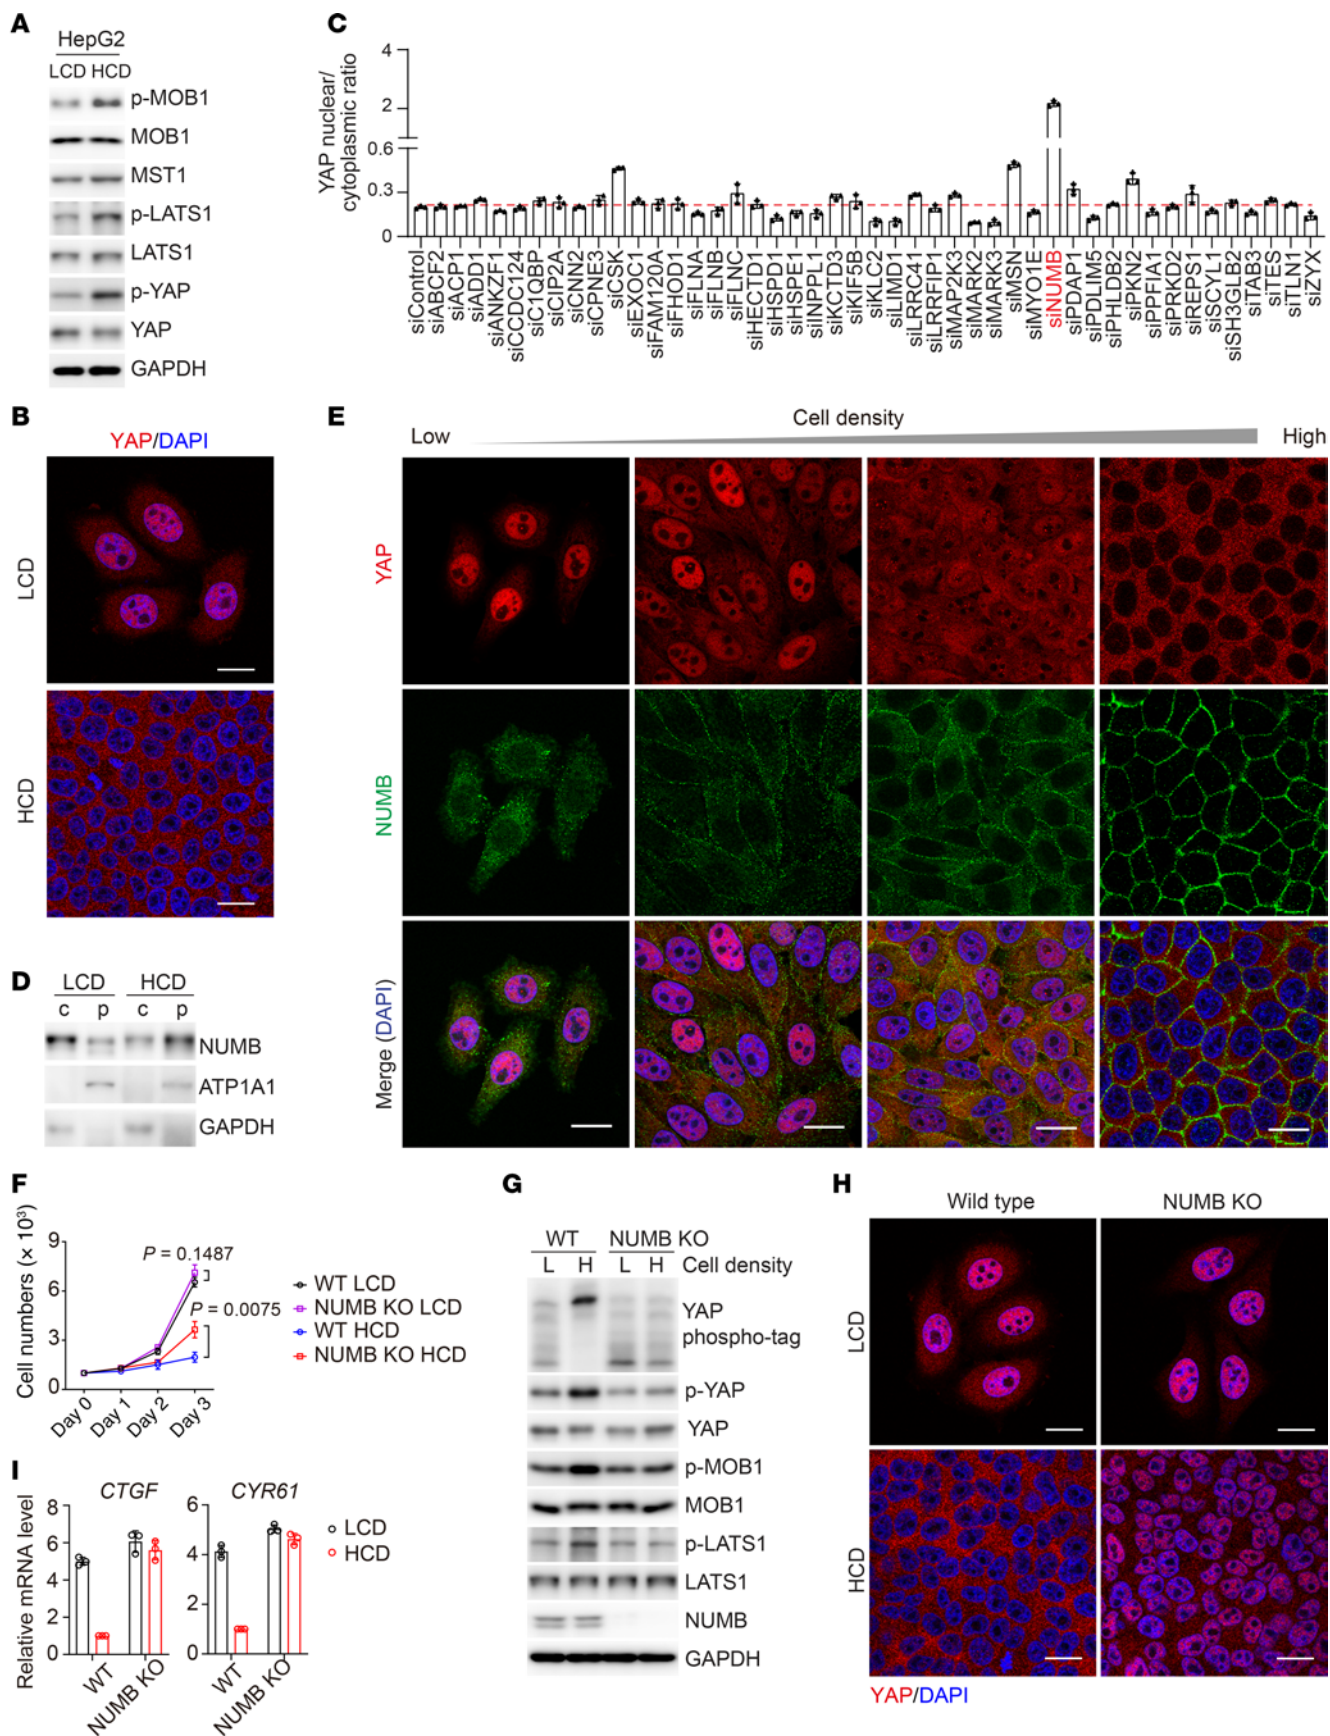 A
HepG2
LCD HCD
p-MOB1
MOB1
MST1
p-LATS1
LATS1
p-YAP
YAP
GAPDH
C
YAP nuclear/
cytoplasmic ratio
4
2
0.6
0.3
0
siControl
siABCF2
siACP1
siADD1
siANKZF1
siCCDC124
siC1QBP
siCIP2A
siCNN2
siCPNE3
siCSK
siEXOC1
siFAM120A
siFHOD1
siFLNA
siFLNB
siFLNC
siHECTD1
siHSPD1
siHSPE1
siINPPL1
siKCTD3
siKIF5B
siKLC2
siLIMD1
siLRRC41
siLRRFIP1
siMAP2K3
siMARK2
siMARK3
siMSN
siMYO1E
siNUMB
siPDAP1
siPDLIM5
siPHLDB2
siPKN2
siPPFIA1
siPRKD2
siREPS1
siSCYL1
siSH3GLB2
siTAB3
siTES
siTLN1
siZYX
B
YAP/DAPI
LCD
HCD
E
Cell density
Low
High
YAP
NUMB
Merge (DAPI)
D
LCD HCD
c p c p
NUMB
ATP1A1
GAPDH
F
Cell numbers (× 10³)
9
6
3
0
P = 0.1487
P = 0.0075
Day 0
Day 1
Day 2
Day 3
WT LCD
NUMB KO LCD
WT HCD
NUMB KO HCD
G
WT NUMB KO
L H L H Cell density
YAP
phospho-tag
p-YAP
YAP
p-MOB1
MOB1
p-LATS1
LATS1
NUMB
GAPDH
H
Wild type NUMB KO
LCD
HCD
YAP/DAPI
I
Relative mRNA level
CTGF
8
6
4
2
0
WT
NUMB KO
CYR61
6
4
2
0
WT
NUMB KO
LCD
HCD